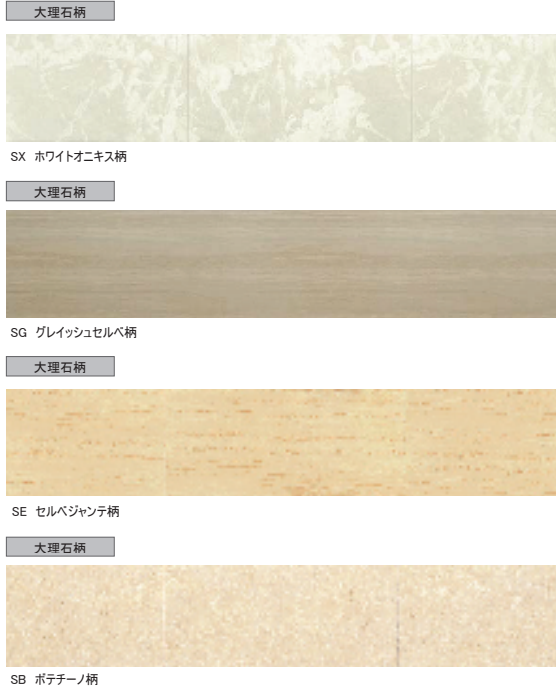 大理石柄
SX ホワイトオニキス柄
大理石柄
SG グレイッシュセルベ柄
大理石柄
SE セルベジャンテ柄
大理石柄
SB ボテチーノ柄